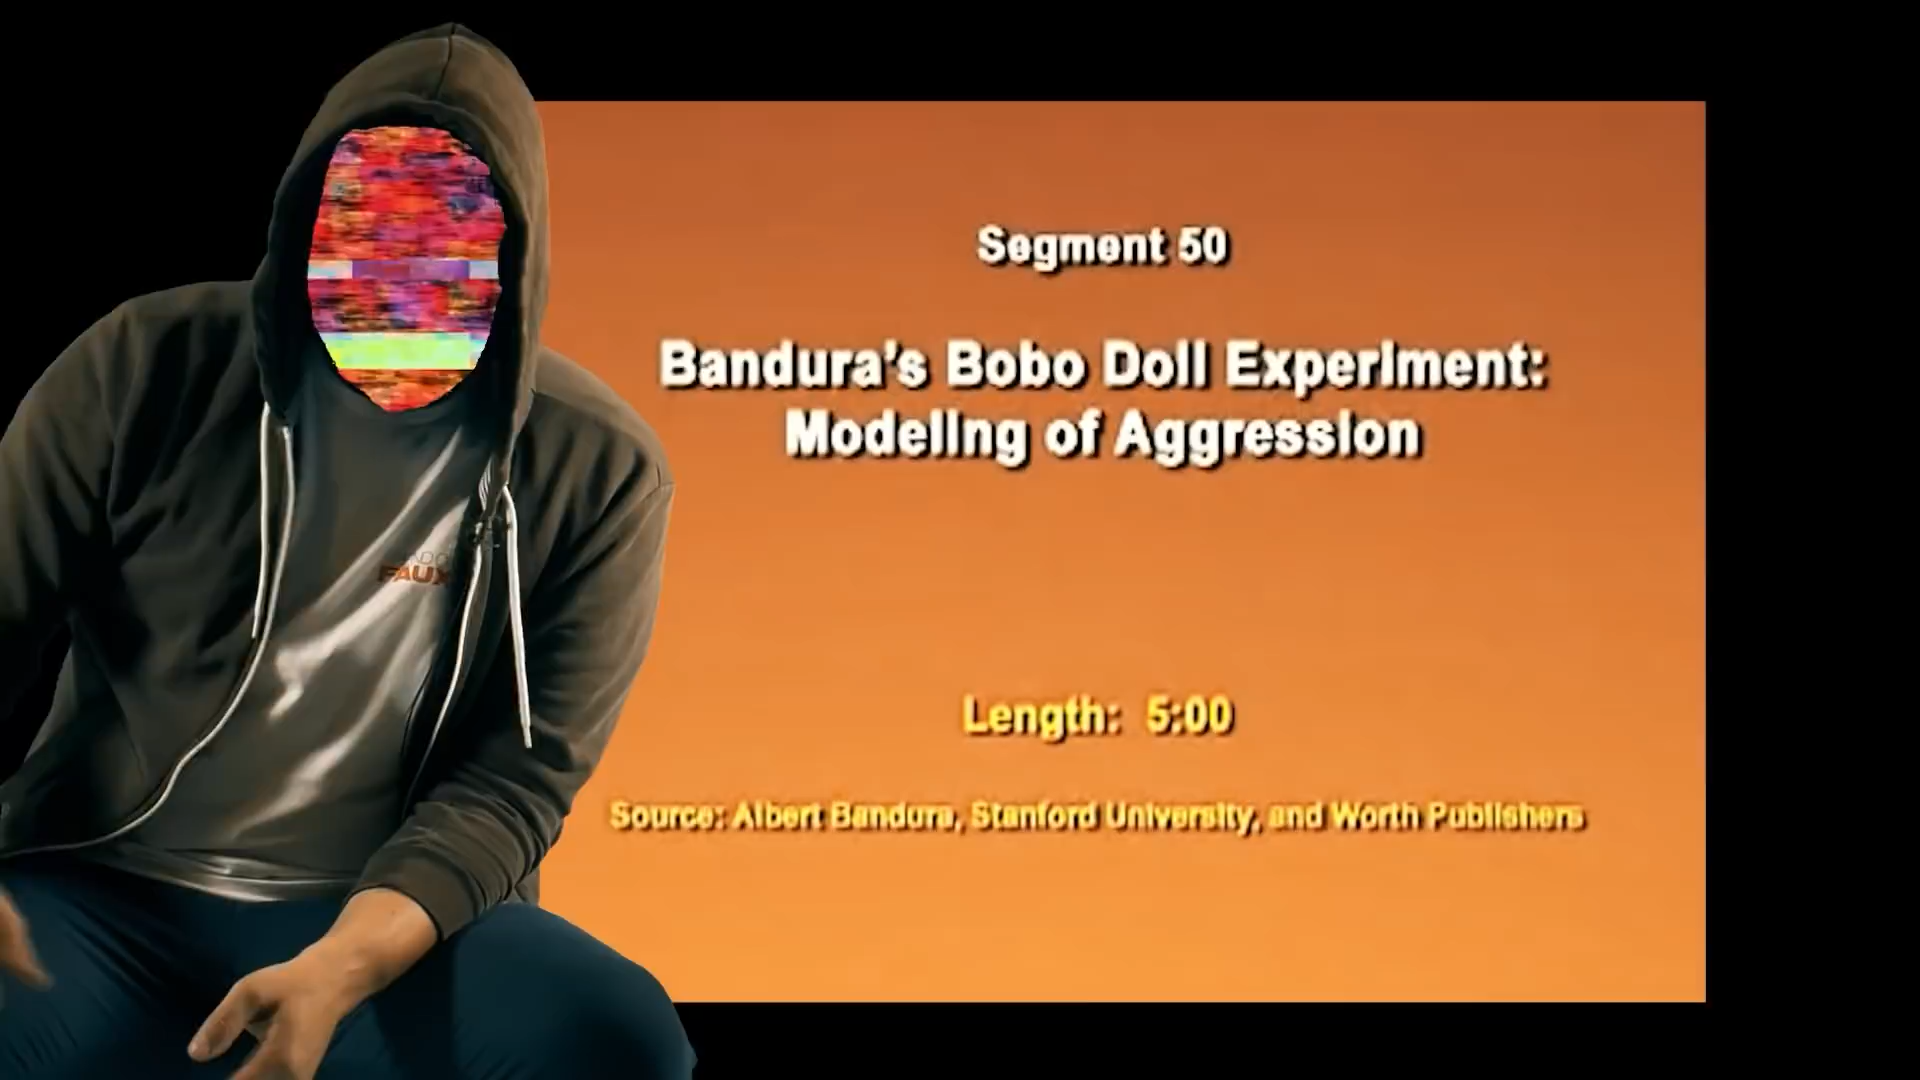 Segment 50
Bandura's Bobo Doll Experiment:
Modeling of Aggression
Length: 5:00
Source: Albert Bandura, Stanford University, and Worth Publishers
FAUX